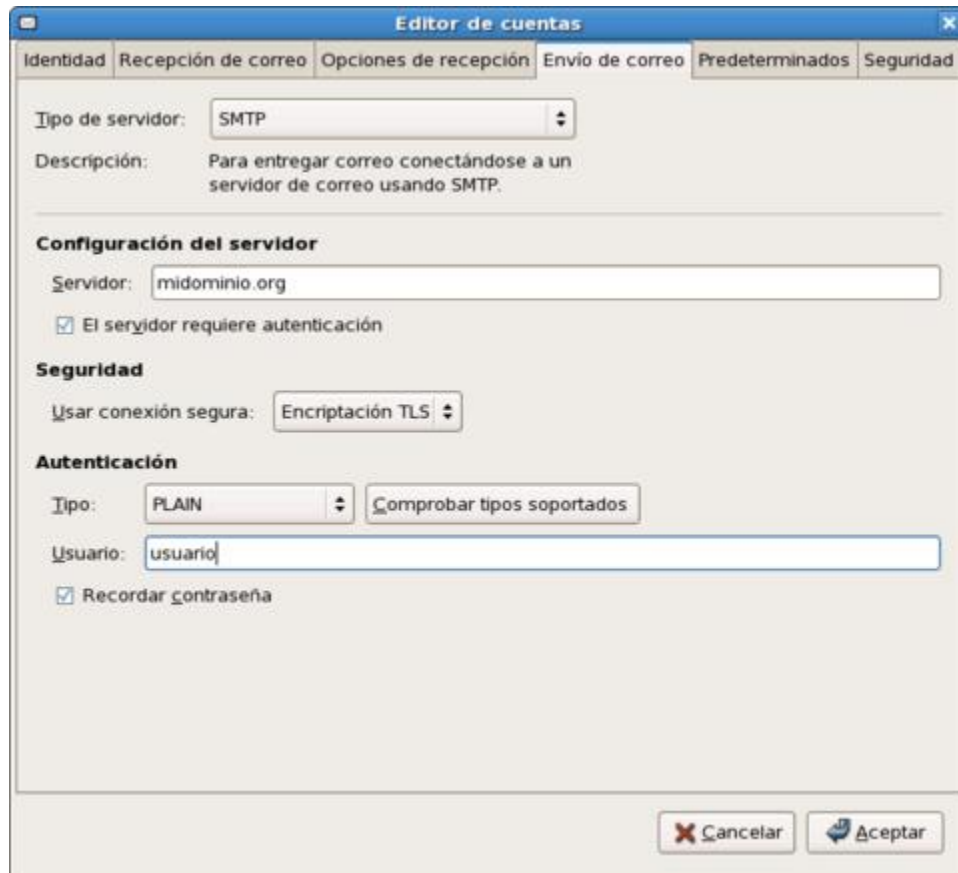 Editor de cuentas
Identidad Recepción de correo Opciones de recepción Envío de correo Predeterminados Seguridad
Tipo de servidor: SMTP
Descripción: Para entregar correo conectándose a un
servidor de correo usando SMTP.
Configuración del servidor
Servidor: midominio.org
El servidor requiere autenticación
Seguridad
Usar conexión segura: Encriptación TLS
Autenticación
Tipo: PLAIN Comprobar tipos soportados
Usuario: usuario
Recordar contraseña
Cancelar Aceptar